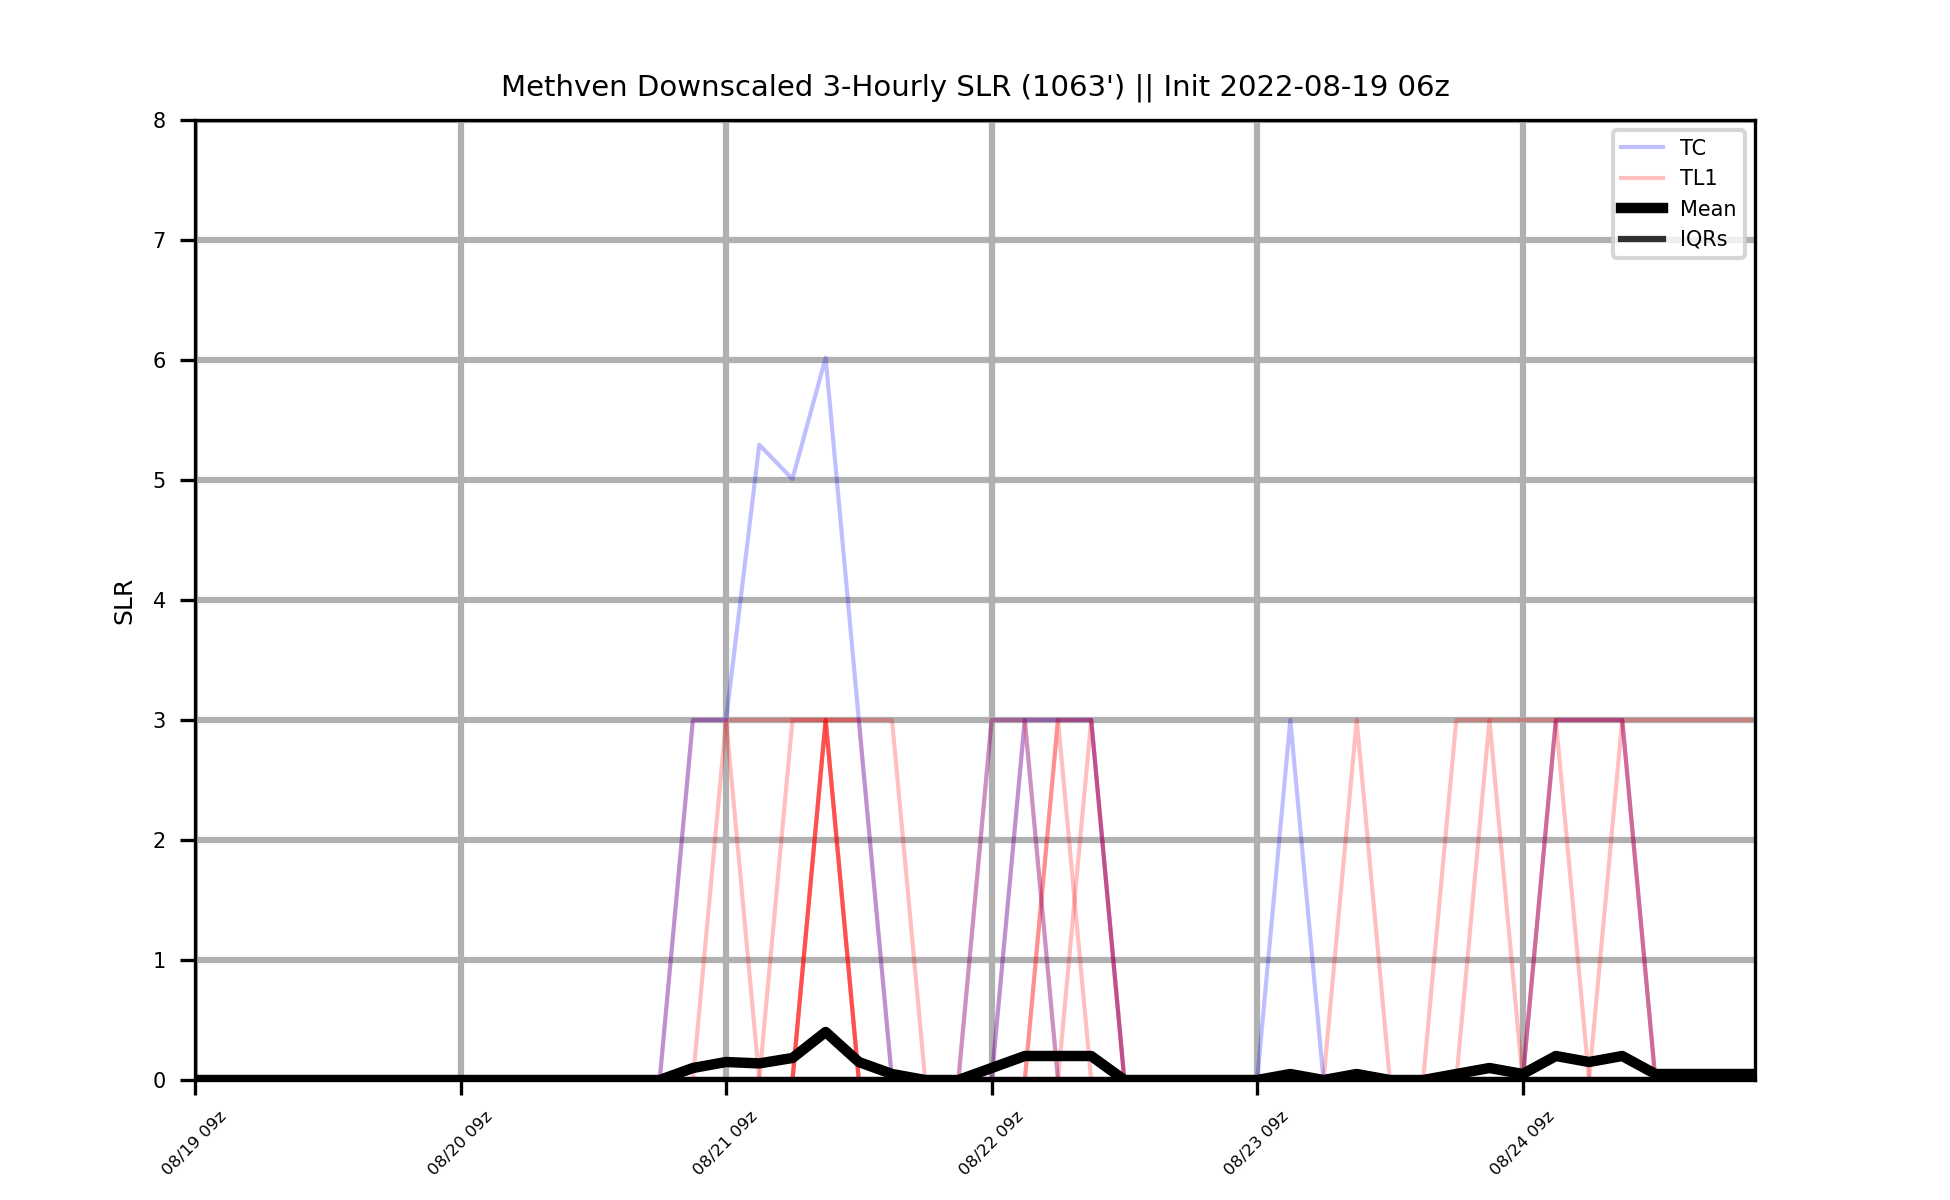 Methven Downscaled 3-Hourly SLR (1063') || Init 2022-08-19 06z
8
7
6
5
4
3
2
1
0
SLR
TC
TL1
Mean
IQRs
08/19 09z
08/20 09z
08/21 09z
08/22 09z
08/23 09z
08/24 09z